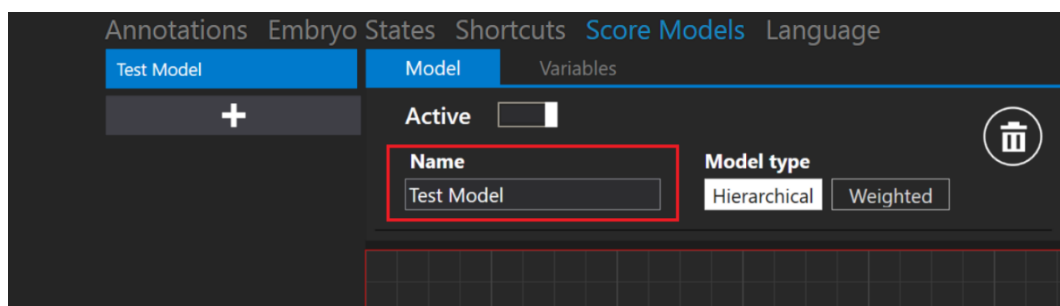 Annotations Embryo States Shortcuts Score Models Language
Test Model Model Variables
+
Active
Name Model type
Test Model Hierarchical Weighted